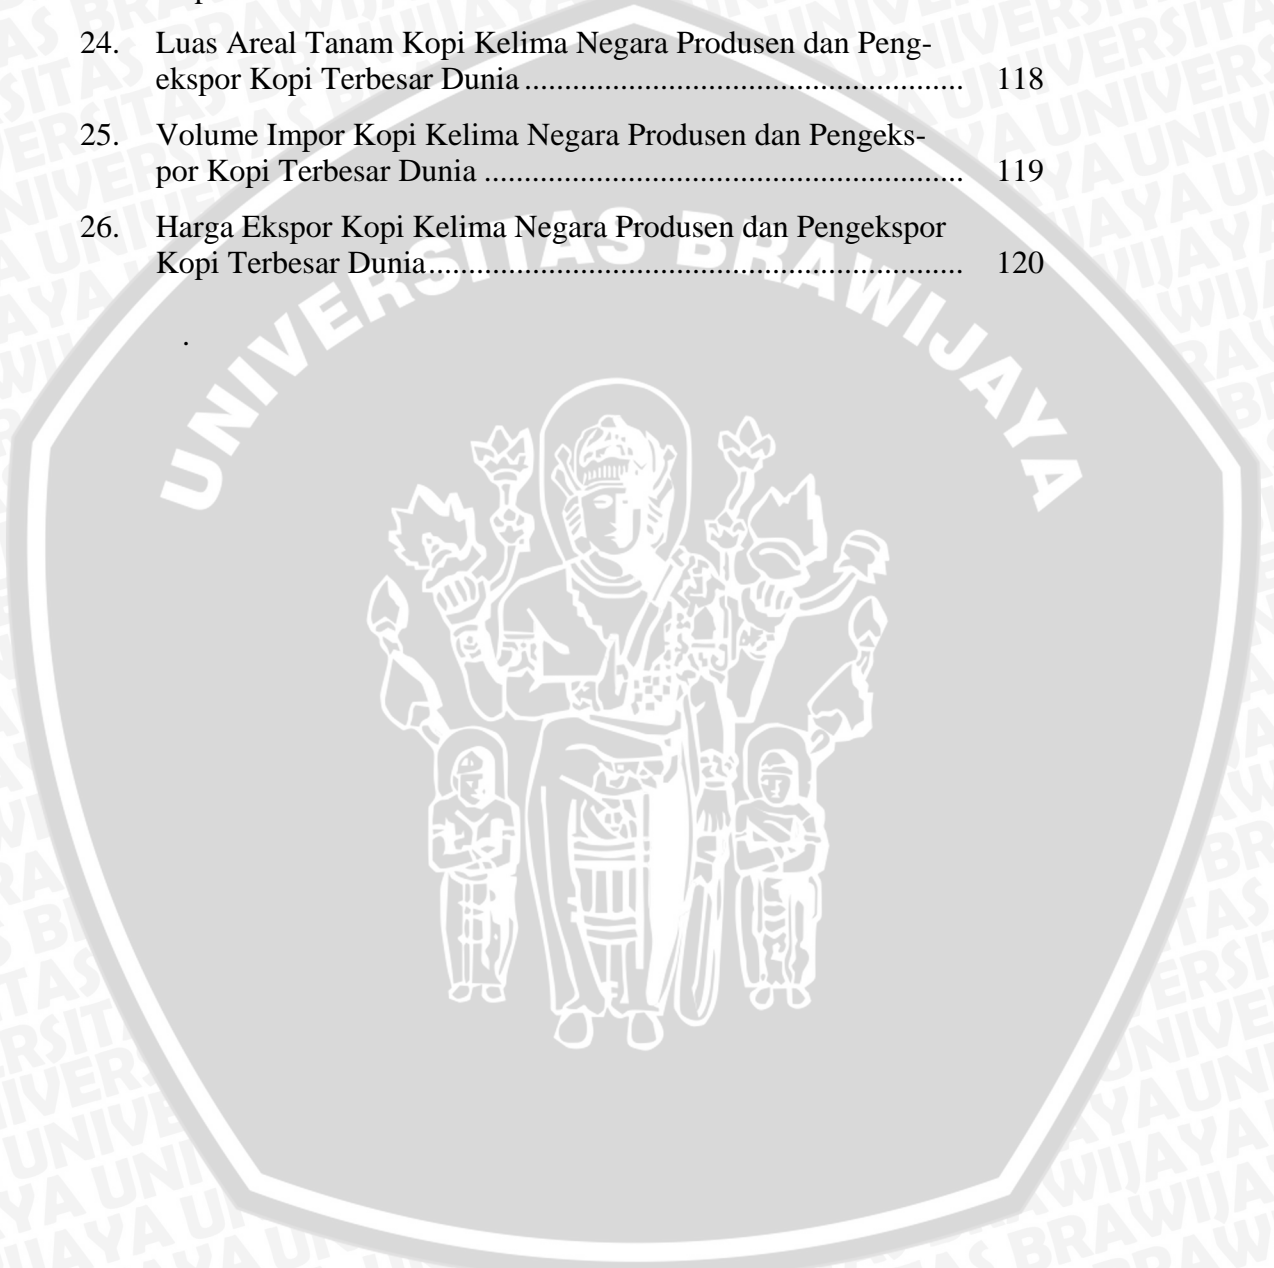 24. Luas Areal Tanam Kopi Kelima Negara Produsen dan Peng-
ekspor Kopi Terbesar Dunia ....................................................... 118
25. Volume Impor Kopi Kelima Negara Produsen dan Pengeks-
por Kopi Terbesar Dunia ............................................................ 119
26. Harga Ekspor Kopi Kelima Negara Produsen dan Pengekspor
Kopi Terbesar Dunia................................................................... 120
.
UNIVERSITAS BRAWIJAYA